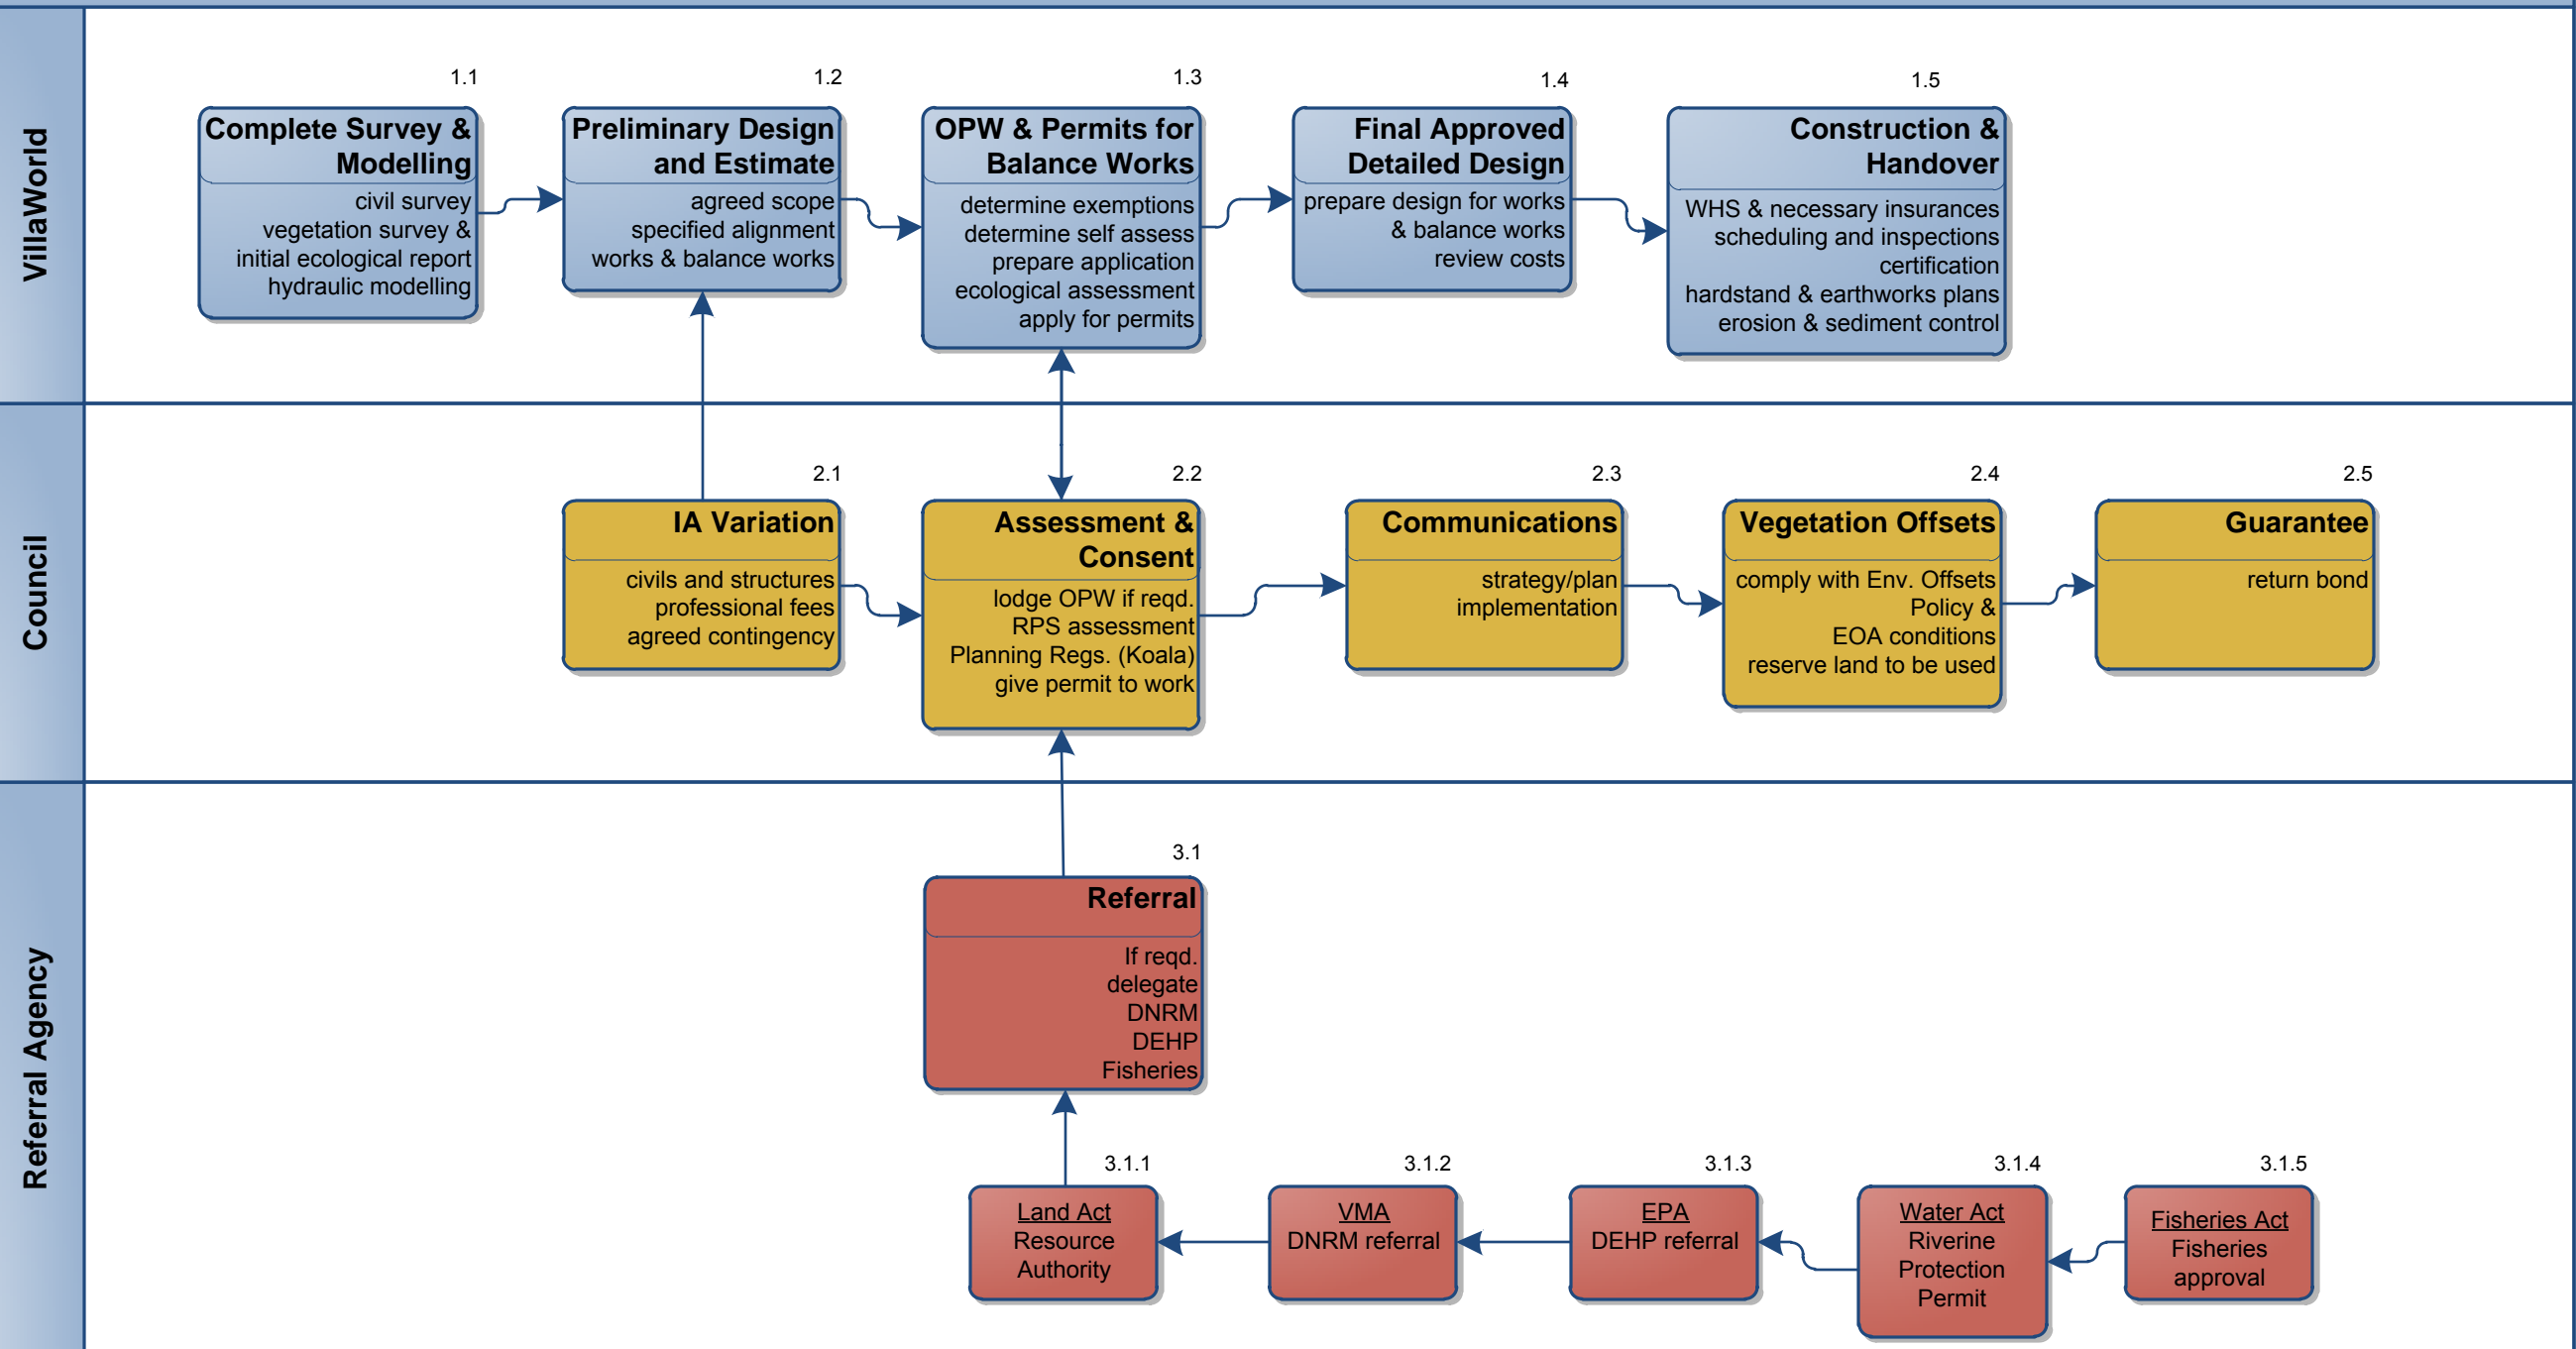 VillaWorld
1.1
Complete Survey &
Modelling
civil survey
vegetation survey &
initial ecological report
hydraulic modelling
1.2
Preliminary Design
and Estimate
agreed scope
specified alignment
works & balance works
1.3
OPW & Permits for
Balance Works
determine exemptions
determine self assess
prepare application
ecological assessment
apply for permits
1.4
Final Approved
Detailed Design
prepare design for works
& balance works
review costs
1.5
Construction &
Handover
WHS & necessary insurances
scheduling and inspections
certification
hardstand & earthworks plans
erosion & sediment control
Council
2.1
IA Variation
civils and structures
professional fees
agreed contingency
2.2
Assessment &
Consent
lodge OPW if reqd.
RPS assessment
Planning Regs. (Koala)
give permit to work
2.3
Communications
strategy/plan
implementation
2.4
Vegetation Offsets
comply with Env. Offsets
Policy &
EOA conditions
reserve land to be used
2.5
Guarantee
return bond
Referral Agency
3.1
Referral
If reqd.
delegate
DNRM
DEHP
Fisheries
3.1.1
Land Act
Resource
Authority
3.1.2
VMA
DNRM referral
3.1.3
EPA
DEHP referral
3.1.4
Water Act
Riverine
Protection
Permit
3.1.5
Fisheries Act
Fisheries
approval